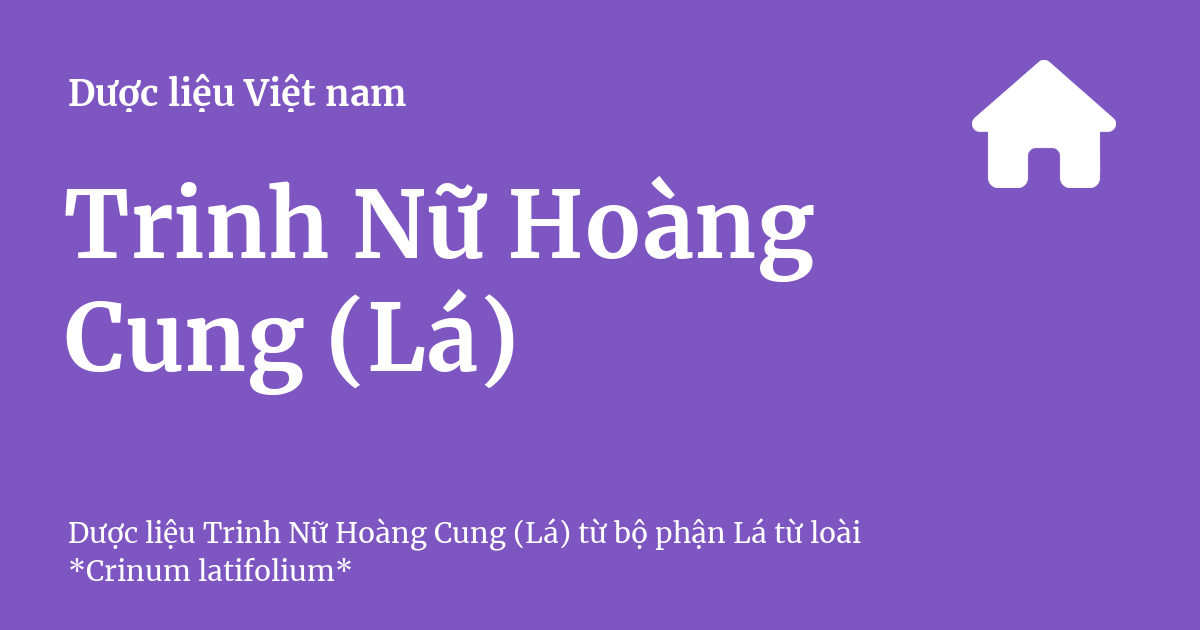 Dược liệu Việt nam
Trinh Nữ Hoàng
Cung (Lá)
Dược liệu Trinh Nữ Hoàng Cung (Lá) từ bộ phận Lá từ loài
*Crinum latifolium*